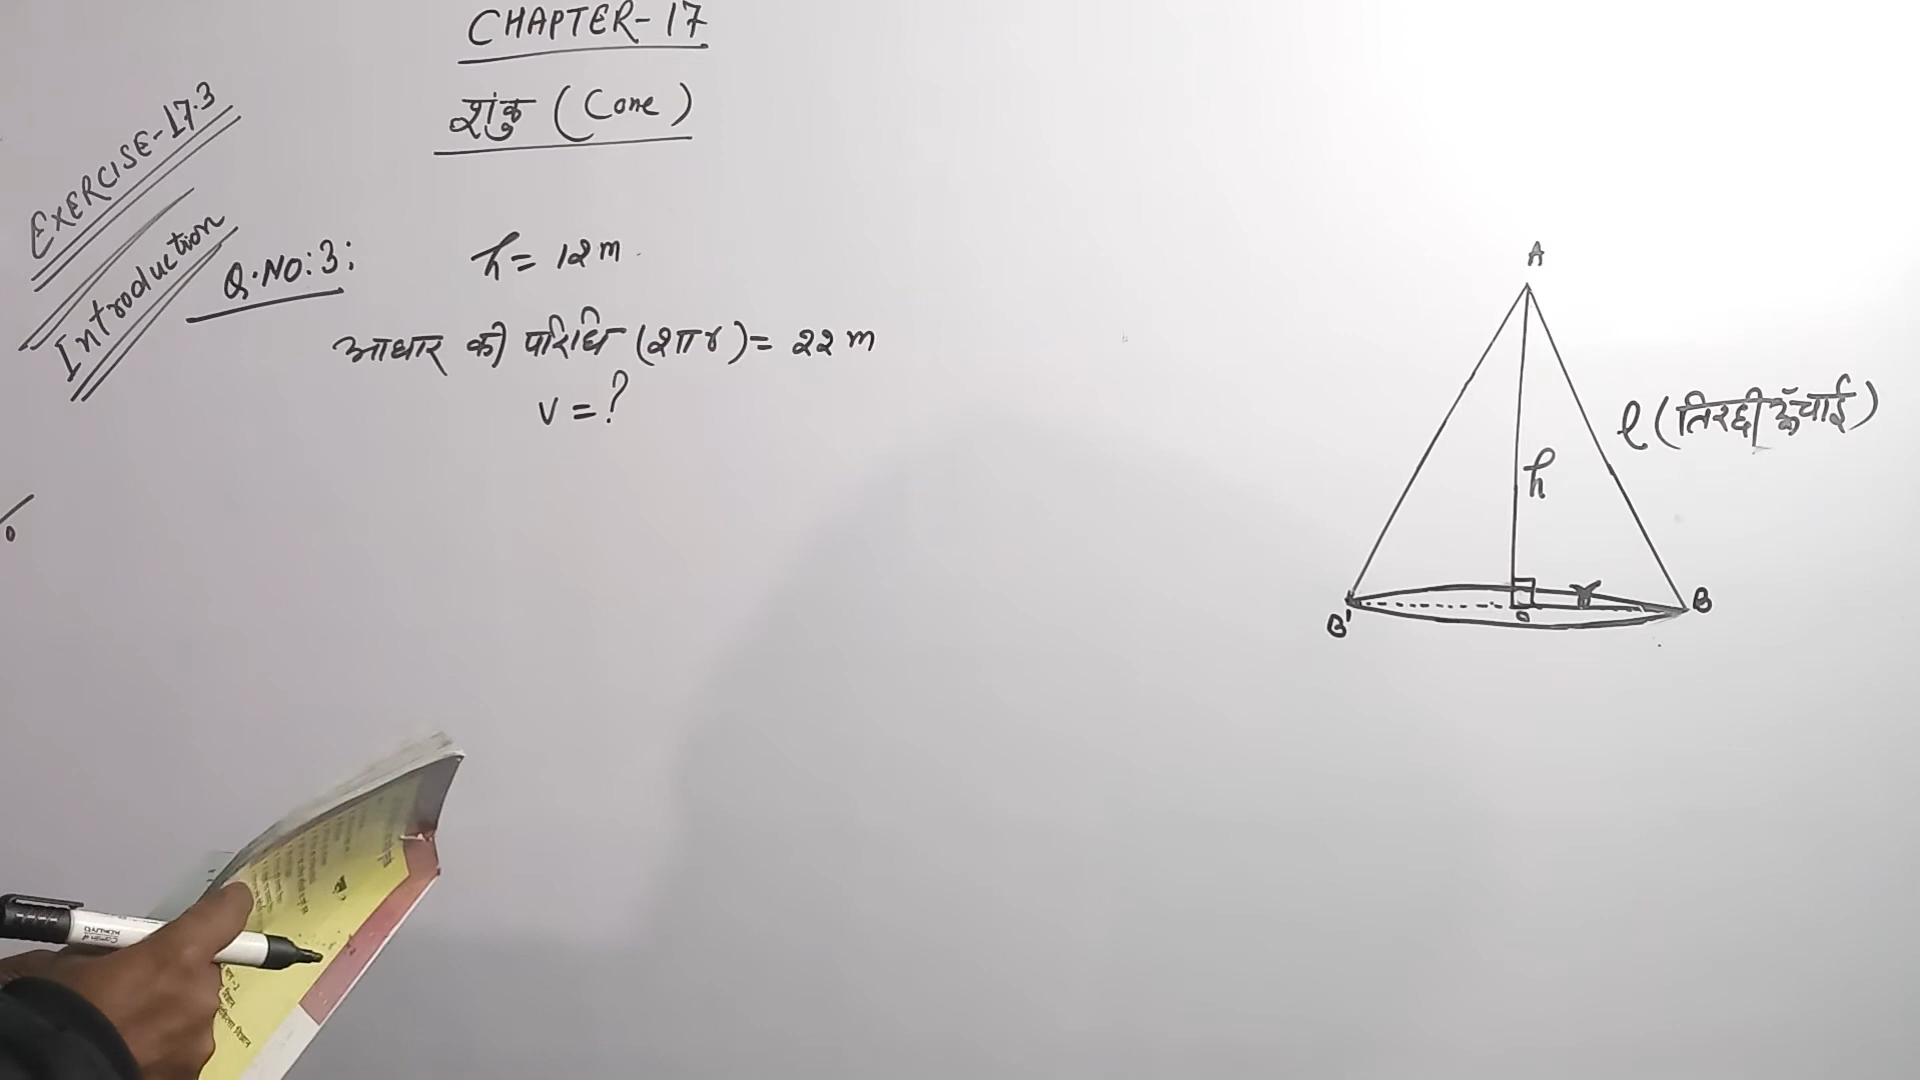 CHAPTER-17
शंकु (Cone)
EXERCISE-17.3
Introduction
Q.NO:3:
h = 12 m.
आधार की परिधि (2πr) = 22 m
v = ?
A
l (तिरछी ऊँचाई)
h
r
B'
O
B